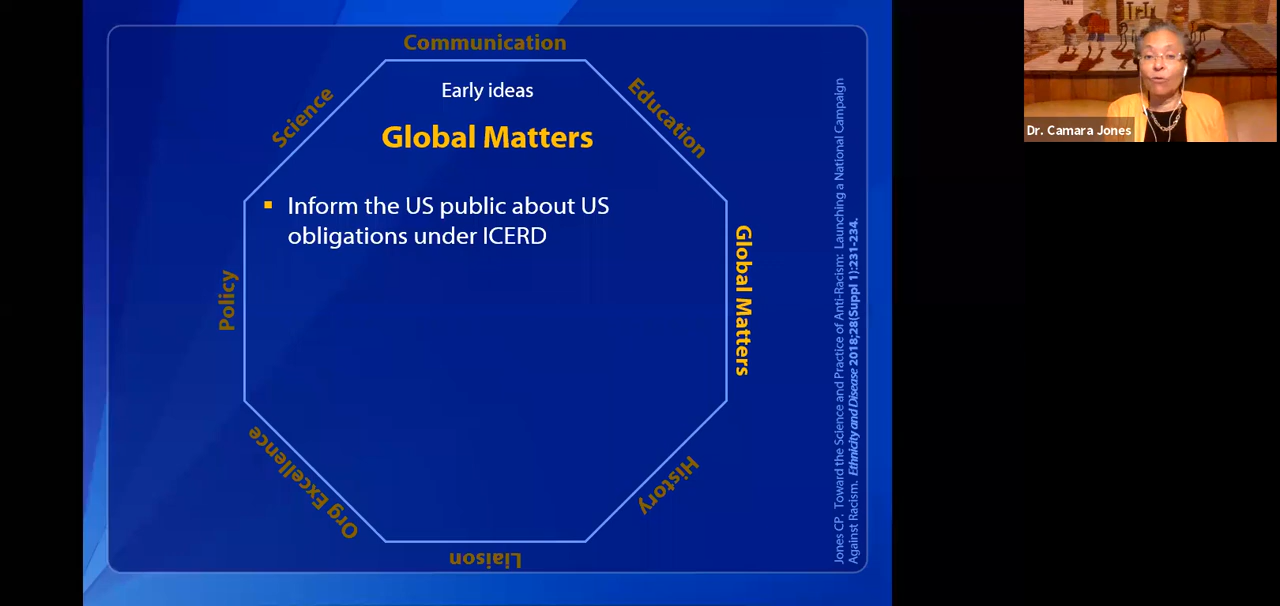 Communication
Early ideas
Global Matters
Science
Education
Inform the US public about US
obligations under ICERD
Policy
Global Matters
Org Excellence
History
Liaison
Jones CP. Toward the Science and Practice of Anti-Racism: Launching a National Campaign
Against Racism. Ethnicity and Disease 2018;28(Suppl 1):231-234.
Dr. Camara Jones